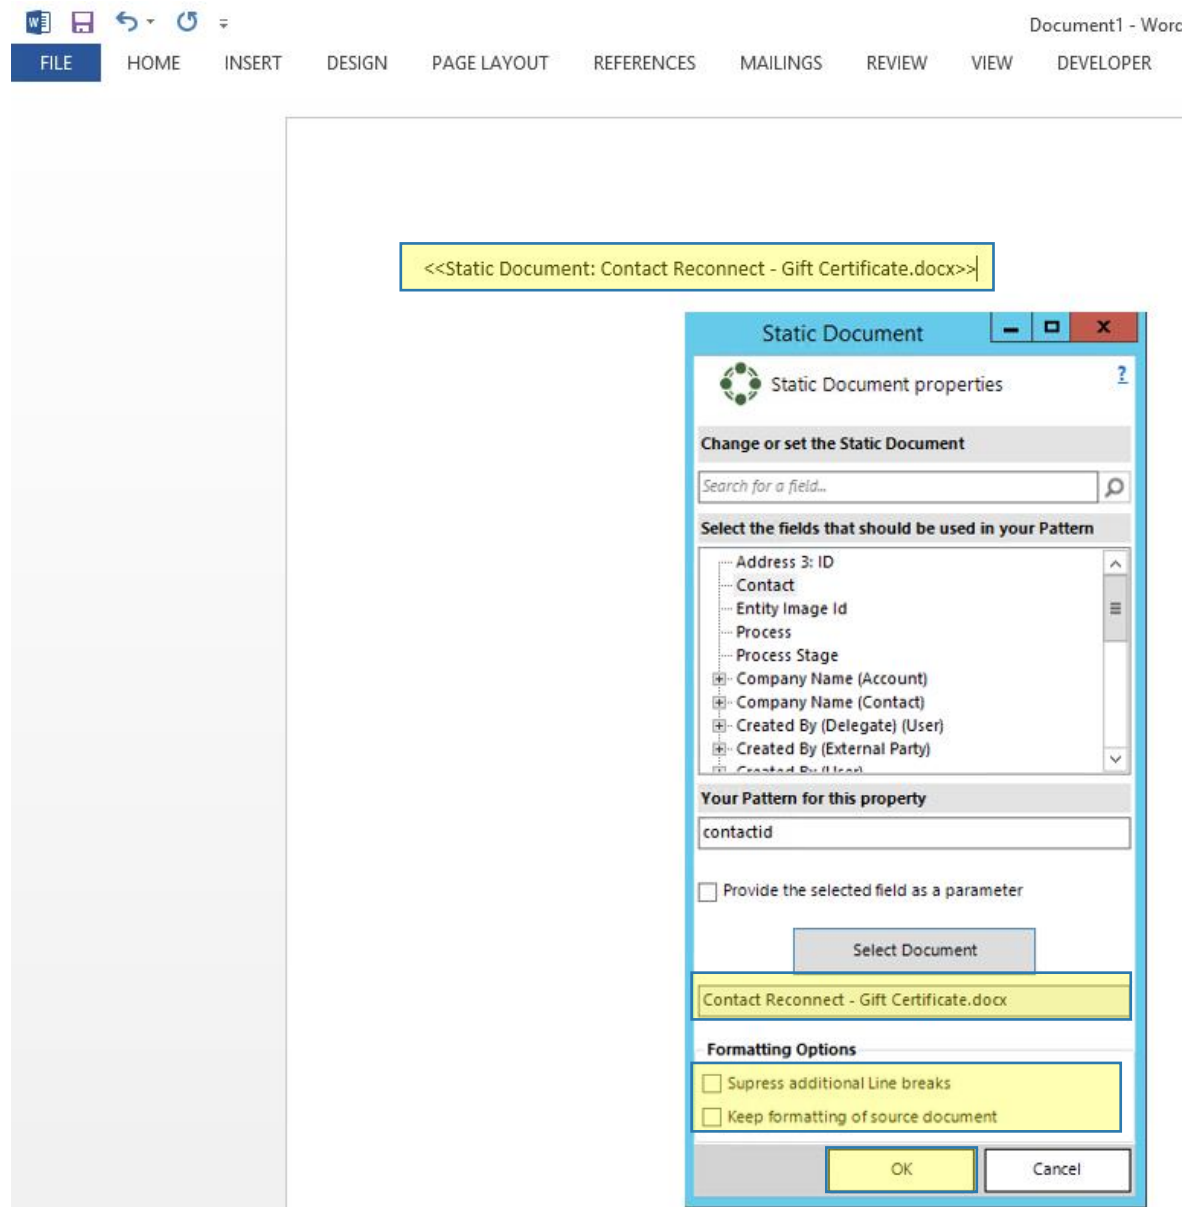 Document1 - Word
FILE HOME INSERT DESIGN PAGE LAYOUT REFERENCES MAILINGS REVIEW VIEW DEVELOPER
<<Static Document: Contact Reconnect - Gift Certificate.docx>>
Static Document
Static Document properties ?
Change or set the Static Document
Search for a field...
Select the fields that should be used in your Pattern
Address 3: ID
Contact
Entity Image Id
Process
Process Stage
Company Name (Account)
Company Name (Contact)
Created By (Delegate) (User)
Created By (External Party)
Created By (User)
Your Pattern for this property
contactid
Provide the selected field as a parameter
Select Document
Contact Reconnect - Gift Certificate.docx
Formatting Options
Supress additional Line breaks
Keep formatting of source document
OK Cancel